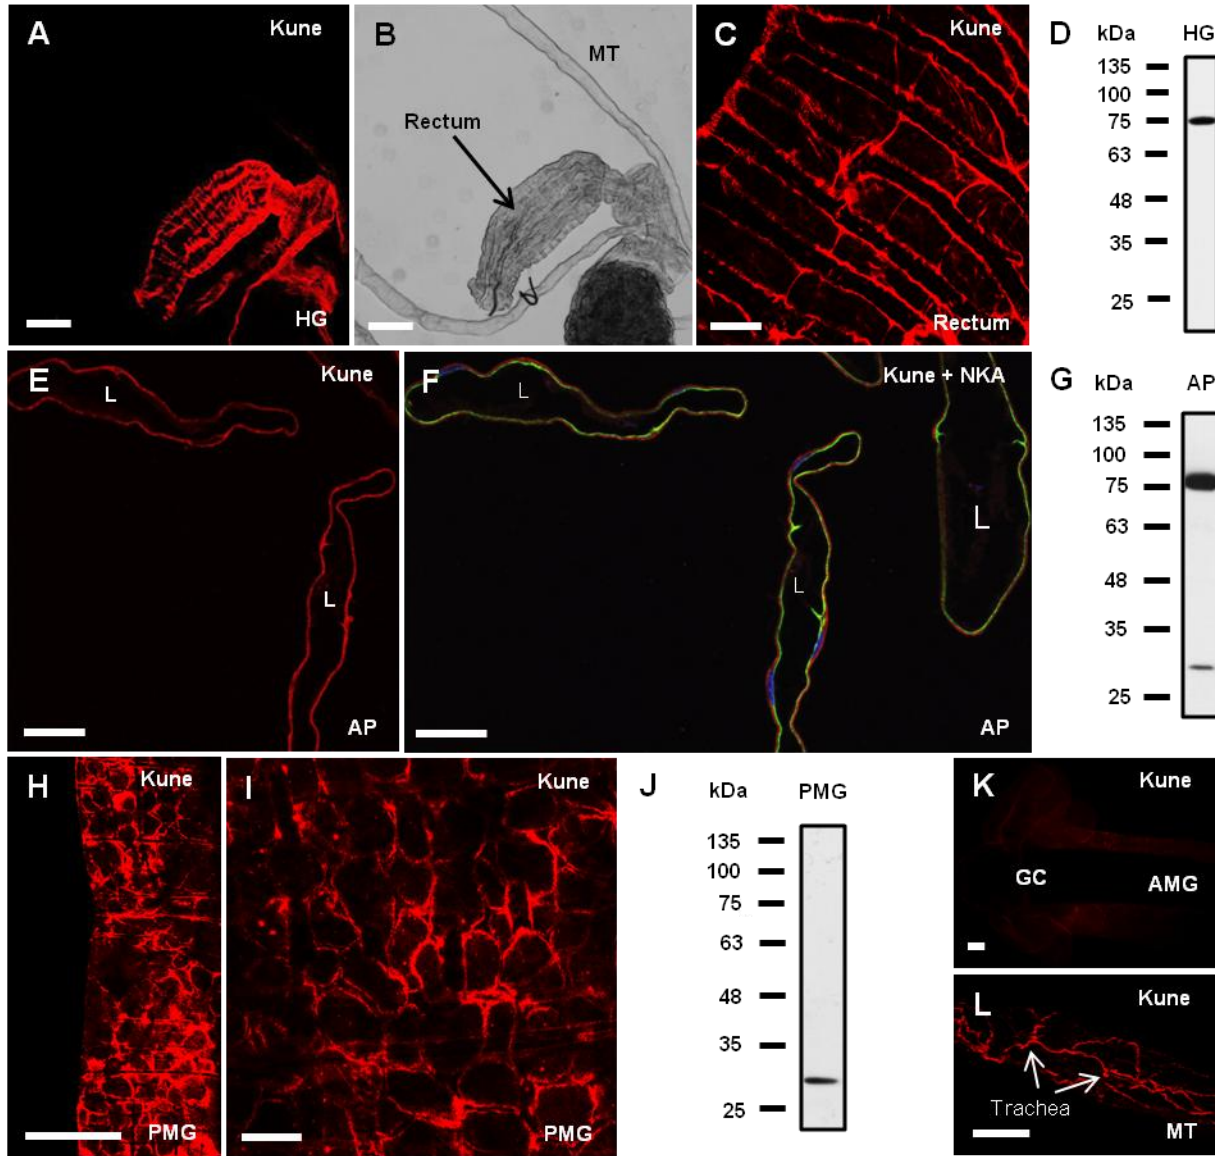 A
Kune
HG
B
MT
Rectum
C
Kune
Rectum
D
kDa
HG
135
100
75
63
48
35
25
E
Kune
L
L
AP
F
Kune + NKA
L
L
L
AP
G
kDa
AP
135
100
75
63
48
35
25
H
Kune
PMG
I
Kune
PMG
J
kDa
PMG
135
100
75
63
48
35
25
K
Kune
GC
AMG
L
Kune
Trachea
MT